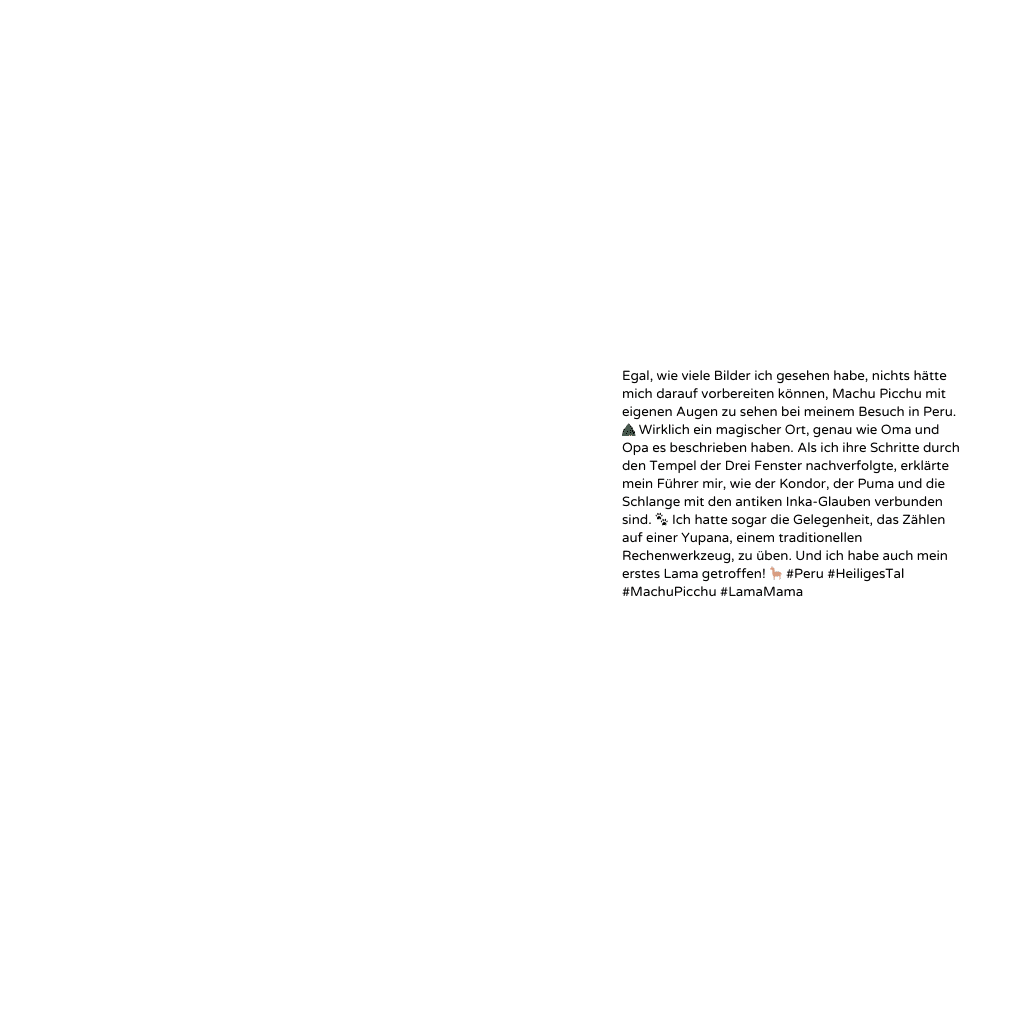 Egal, wie viele Bilder ich gesehen habe, nichts hätte
mich darauf vorbereiten können, Machu Picchu mit
eigenen Augen zu sehen bei meinem Besuch in Peru.
⛰️ Wirklich ein magischer Ort, genau wie Oma und
Opa es beschrieben haben. Als ich ihre Schritte durch
den Tempel der Drei Fenster nachverfolgte, erklärte
mein Führer mir, wie der Kondor, der Puma und die
Schlange mit den antiken Inka-Glauben verbunden
sind. 🐾 Ich hatte sogar die Gelegenheit, das Zählen
auf einer Yupana, einem traditionellen
Rechenwerkzeug, zu üben. Und ich habe auch mein
erstes Lama getroffen! 🦙 #Peru #HeiligesTal
#MachuPicchu #LamaMama